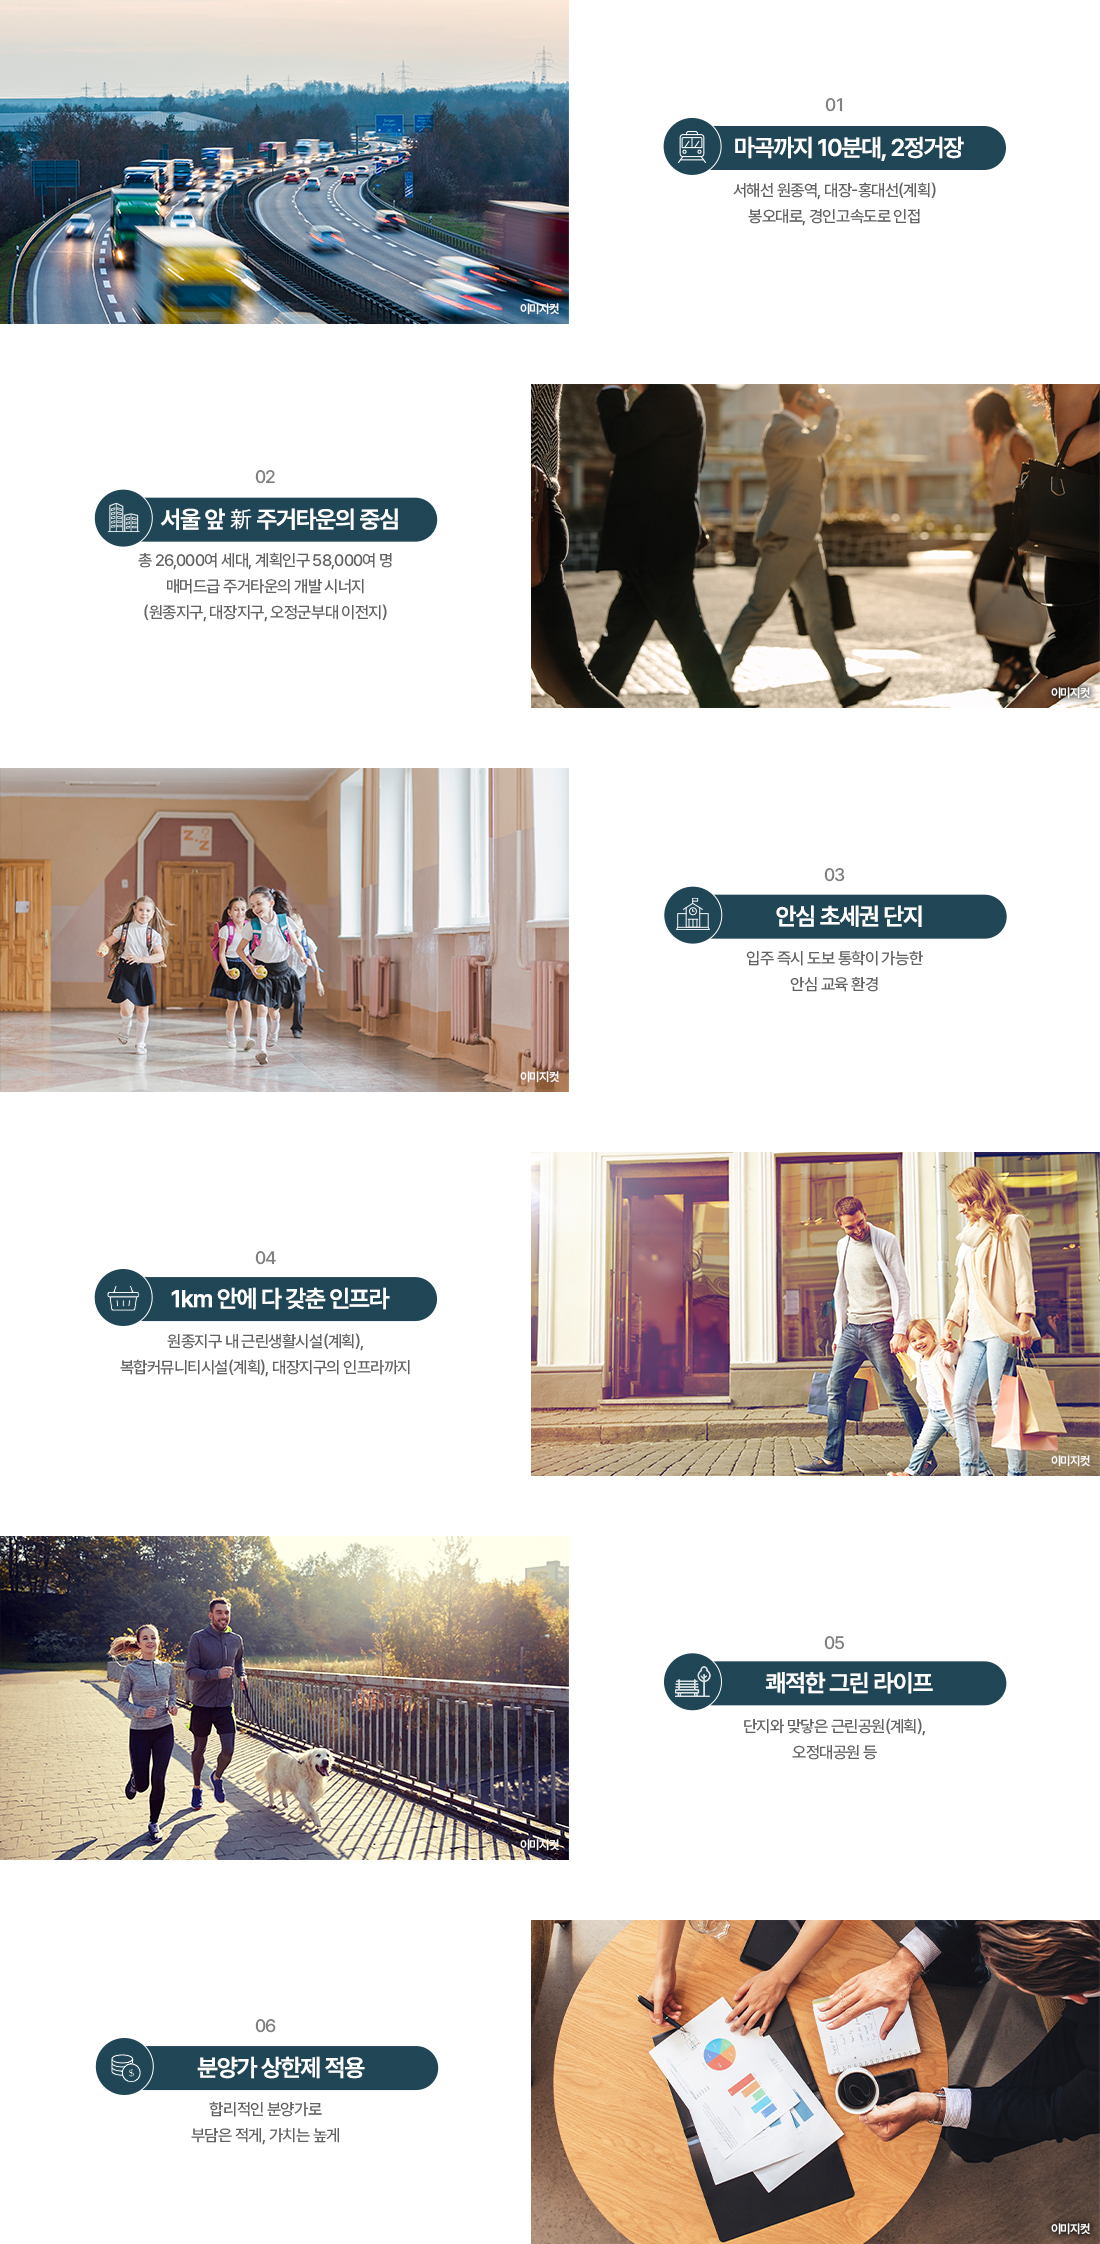 이미지컷
01
마곡까지 10분대, 2정거장
서해선 원종역, 대장-홍대선(계획)
봉오대로, 경인고속도로 인접
02
서울 앞 新 주거타운의 중심
총 26,000여 세대, 계획인구 58,000여 명
매머드급 주거타운의 개발 시너지
(원종지구, 대장지구, 오정군부대 이전지)
이미지컷
Z?Z
이미지컷
03
안심 초세권 단지
입주 즉시 도보 통학이 가능한
안심 교육 환경
04
1km 안에 다 갖춘 인프라
원종지구 내 근린생활시설(계획),
복합커뮤니티시설(계획), 대장지구의 인프라까지
이미지컷
이미지컷
05
쾌적한 그린 라이프
단지와 맞닿은 근린공원(계획),
오정대공원 등
06
분양가 상한제 적용
합리적인 분양가로
부담은 적게, 가치는 높게
이미지컷